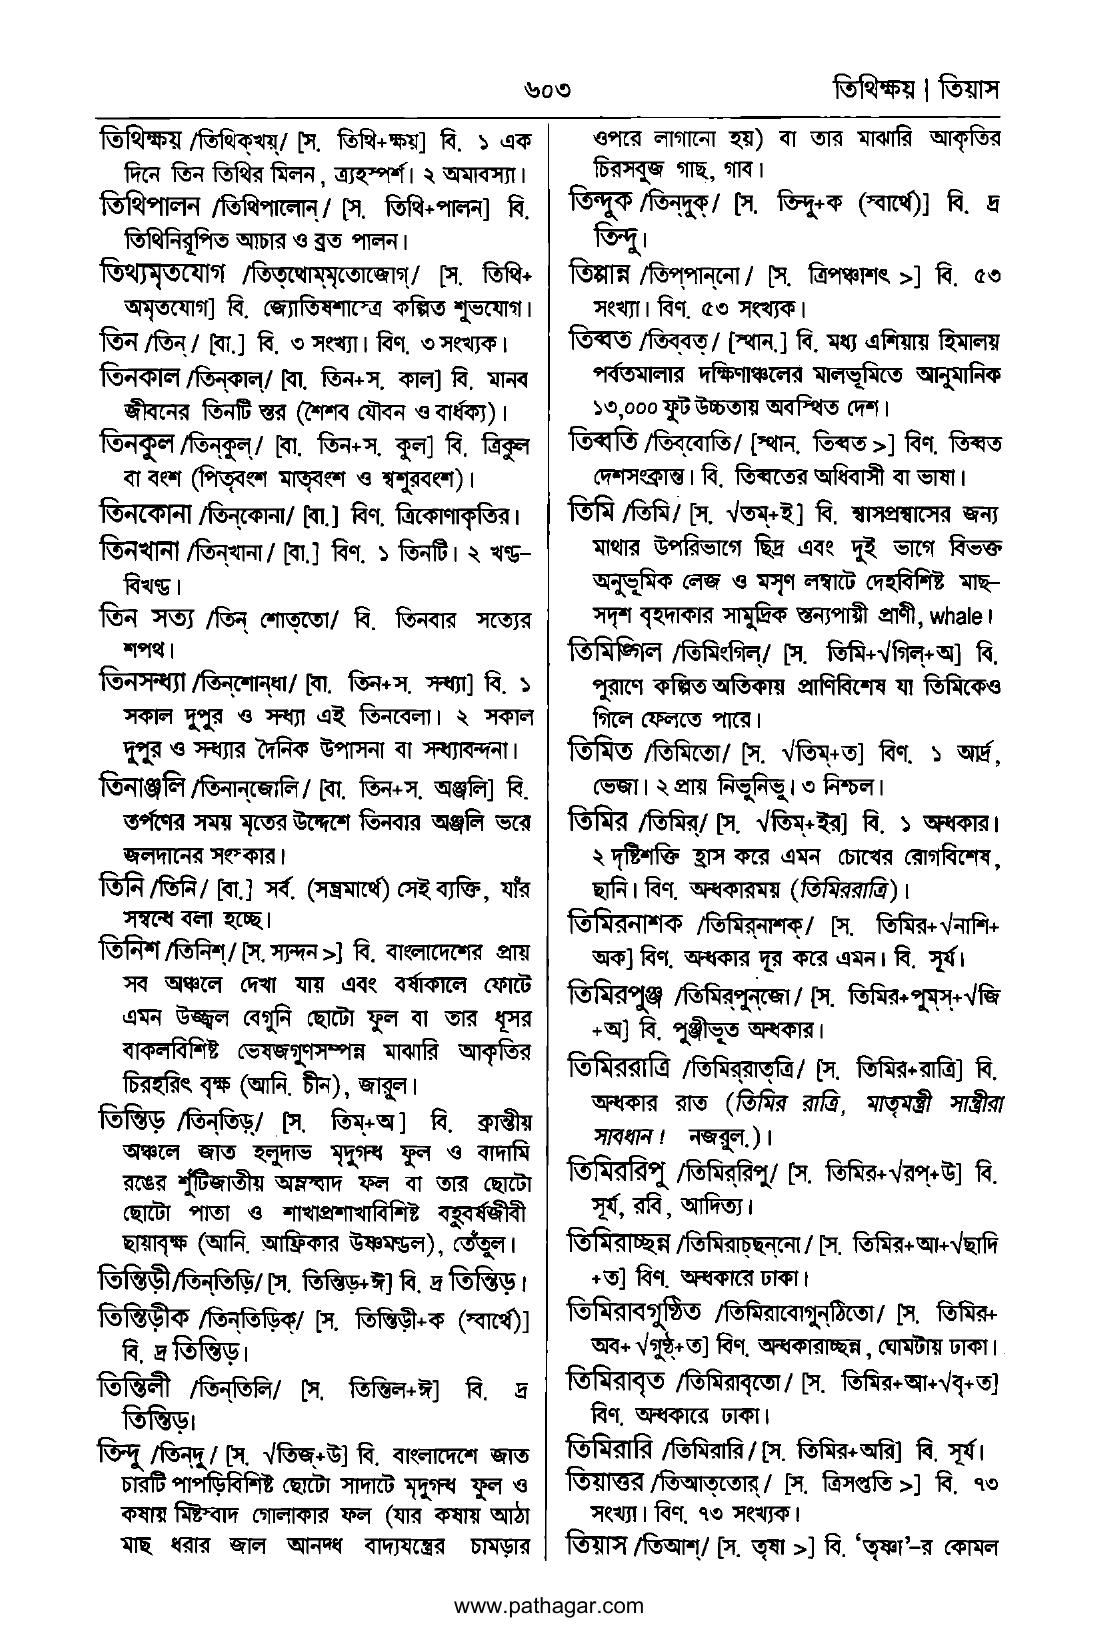 ৬০৩
তিথিক্ষয় | তিয়াস
তিথিক্ষয় /তিথিক্‌খয়্‌/ [স. তিথি+ক্ষয়] বি. ১ এক
দিনে তিন তিথির মিলন, ত্র্যহস্পর্শ। ২ অমাবস্যা।
তিথিপালন /তিথিপালোন্‌/ [স. তিথি+পালন] বি.
তিথিনিরূপিত আচার ও ব্রত পালন।
তিথ্যমৃতযোগ /তিত্‌থোম্‌মৃতোজোগ্‌/ [স. তিথি+
অমৃতযোগ] বি. জ্যোতিষশাস্ত্রে কল্পিত শুভযোগ।
তিন /তিন্‌/ [বা.] বি. ৩ সংখ্যা। বিণ. ৩ সংখ্যক।
তিনকাল /তিন্‌কাল্‌/ [বা. তিন+স. কাল] বি. মানব
জীবনের তিনটি স্তর (শৈশব যৌবন ও বার্ধক্য)।
তিনকুল /তিন্‌কুল্‌/ [বা. তিন+স. কুল] বি. ত্রিকুল
বা বংশ (পিতৃবংশ মাতৃবংশ ও শ্বশুরবংশ)।
তিনকোনা /তিন্‌কোনা/ [বা.] বিণ. ত্রিকোণাকৃতির।
তিনখানা /তিন্‌খানা/ [বা.] বিণ. ১ তিনটি। ২ খণ্ড-
বিখণ্ড।
তিন সত্য /তিন্‌ শোত্‌তো/ বি. তিনবার সত্যের
শপথ।
তিনসন্ধ্যা /তিন্‌শোন্‌ধা/ [বা. তিন+স. সন্ধ্যা] বি. ১
সকাল দুপুর ও সন্ধ্যা এই তিনবেলা। ২ সকাল
দুপুর ও সন্ধ্যার দৈনিক উপাসনা বা সন্ধ্যাবন্দনা।
তিনাঞ্জলি /তিনান্‌জোলি/ [বা. তিন+স. অঞ্জলি] বি.
তর্পণের সময় মৃতের উদ্দেশে তিনবার অঞ্জলি ভরে
জলদানের সংস্কার।
তিনি /তিনি/ [বা.] সর্ব. (সম্ভ্রমার্থে) সেই ব্যক্তি, যাঁর
সম্বন্ধে বলা হচ্ছে।
তিনিশ /তিনিশ্‌/ [স. স্যন্দন >] বি. বাংলাদেশের প্রায়
সব অঞ্চলে দেখা যায় এবং বর্ষাকালে ফোটে
এমন উজ্জ্বল বেগুনি ছোটো ফুল বা তার ধূসর
বাকলবিশিষ্ট ভেষজগুণসম্পন্ন মাঝারি আকৃতির
চিরহরিৎ বৃক্ষ (আনি. চীন), জারুল।
তিন্তিড় /তিন্‌তিড়্‌/ [স. তিম্‌+অ] বি. ক্রান্তীয়
অঞ্চলে জাত হলুদাভ মৃদুগন্ধ ফুল ও বাদামি
রঙের শুঁটিজাতীয় অম্লস্বাদ ফল বা তার ছোটো
ছোটো পাতা ও শাখাপ্রশাখাবিশিষ্ট বহুবর্ষজীবী
ছায়াবৃক্ষ (আনি. আফ্রিকার উষ্ণমণ্ডল), তেঁতুল।
তিন্তিড়ী /তিন্‌তিড়ি/ [স. তিন্তিড়+ঈ] বি. দ্র তিন্তিড়।
তিন্তিড়ীক /তিন্‌তিড়িক্‌/ [স. তিন্তিড়ী+ক (স্বার্থে)]
বি. দ্র তিন্তিড়।
তিন্তিলী /তিন্‌তিলি/ [স. তিন্তিল+ঈ] বি. দ্র
তিন্তিড়।
তিন্দু /তিন্‌দু/ [স. √তিজ্‌+উ] বি. বাংলাদেশে জাত
চারটি পাপড়িবিশিষ্ট ছোটো সাদাটে মৃদুগন্ধ ফুল ও
কষায় মিষ্টস্বাদ গোলাকার ফল (যার কষায় আঠা
মাছ ধরার জাল আনদ্ধ বাদ্যযন্ত্রের চামড়ার
ওপরে লাগানো হয়) বা তার মাঝারি আকৃতির
চিরসবুজ গাছ, গাব।
তিন্দুক /তিন্‌দুক্‌/ [স. তিন্দু+ক (স্বার্থে)] বি. দ্র
তিন্দু।
তিপ্পান্ন /তিপ্‌পান্‌নো/ [স. ত্রিপঞ্চাশৎ >] বি. ৫৩
সংখ্যা। বিণ. ৫৩ সংখ্যক।
তিব্বত /তিব্‌বত্‌/ [স্থান.] বি. মধ্য এশিয়ায় হিমালয়
পর্বতমালার দক্ষিণাঞ্চলের মালভূমিতে আনুমানিক
১৩,০০০ ফুট উচ্চতায় অবস্থিত দেশ।
তিব্বতি /তিব্‌বোতি/ [স্থান. তিব্বত >] বিণ. তিব্বত
দেশসংক্রান্ত। বি. তিব্বতের অধিবাসী বা ভাষা।
তিমি /তিমি/ [স. √তম্‌+ই] বি. শ্বাসপ্রশ্বাসের জন্য
মাথার উপরিভাগে ছিদ্র এবং দুই ভাগে বিভক্ত
অনুভূমিক লেজ ও মসৃণ লম্বাটে দেহবিশিষ্ট মাছ-
সদৃশ বৃহদাকার সামুদ্রিক স্তন্যপায়ী প্রাণী, whale।
তিমিঙ্গিল /তিমিংগিল্‌/ [স. তিমি+√গিল্‌+অ] বি.
পুরাণে কল্পিত অতিকায় প্রাণিবিশেষ যা তিমিকেও
গিলে ফেলতে পারে।
তিমিত /তিমিতো/ [স. √তিম্‌+ত] বিণ. ১ আর্দ্র,
ভেজা। ২ প্রায় নিভুনিভু। ৩ নিশ্চল।
তিমির /তিমির্‌/ [স. √তিম্‌+ইর] বি. ১ অন্ধকার।
২ দৃষ্টিশক্তি হ্রাস করে এমন চোখের রোগবিশেষ,
ছানি। বিণ. অন্ধকারময় (তিমিররাত্রি)।
তিমিরনাশক /তিমির্‌নাশক্‌/ [স. তিমির+√নাশি+
অক] বিণ. অন্ধকার দূর করে এমন। বি. সূর্য।
তিমিরপুঞ্জ /তিমির্‌পুন্‌জো/ [স. তিমির+পুম্‌স্‌+√জি
+অ] বি. পুঞ্জীভূত অন্ধকার।
তিমিররাত্রি /তিমির্‌রাত্‌ত্রি/ [স. তিমির+রাত্রি] বি.
অন্ধকার রাত (তিমির রাত্রি, মাতৃমন্ত্রী সান্ত্রীরা
সাবধান! নজরুল.)।
তিমিররিপু /তিমির্‌রিপু/ [স. তিমির+√রপ্‌+উ] বি.
সূর্য, রবি, আদিত্য।
তিমিরাচ্ছন্ন /তিমিরাচ্‌ছন্‌নো/ [স. তিমির+আ+√ছাদি
+ত] বিণ. অন্ধকারে ঢাকা।
তিমিরাবগুণ্ঠিত /তিমিরাবোগুন্‌ঠিতো/ [স. তিমির+
অব+ √গুণ্ঠ্‌+ত] বিণ. অন্ধকারাচ্ছন্ন, ঘোমটায় ঢাকা।
তিমিরাবৃত /তিমিরাবৃতো/ [স. তিমির+আ+√বৃ+ত]
বিণ. অন্ধকারে ঢাকা।
তিমিরারি /তিমিরারি/ [স. তিমির+অরি] বি. সূর্য।
তিয়াত্তর /তিআত্‌তোর্‌/ [স. ত্রিসপ্ততি >] বি. ৭৩
সংখ্যা। বিণ. ৭৩ সংখ্যক।
তিয়াস /তিআশ্‌/ [স. তৃষা >] বি. ‘তৃষ্ণা’-র কোমল
www.pathagar.com